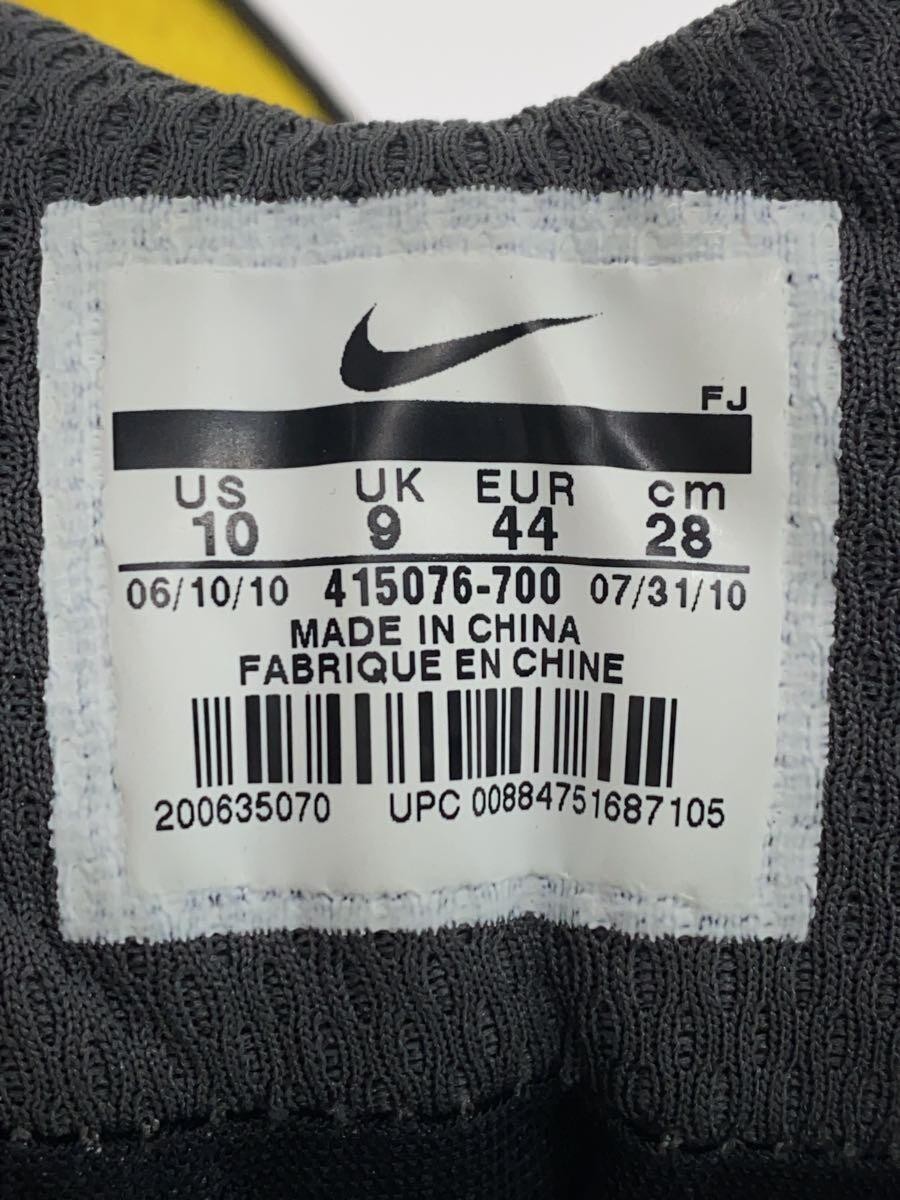 FJ
US UK EUR cm
10 9 44 28
06/10/10 415076-700 07/31/10
MADE IN CHINA
FABRIQUE EN CHINE
200635070 UPC 00884751687105